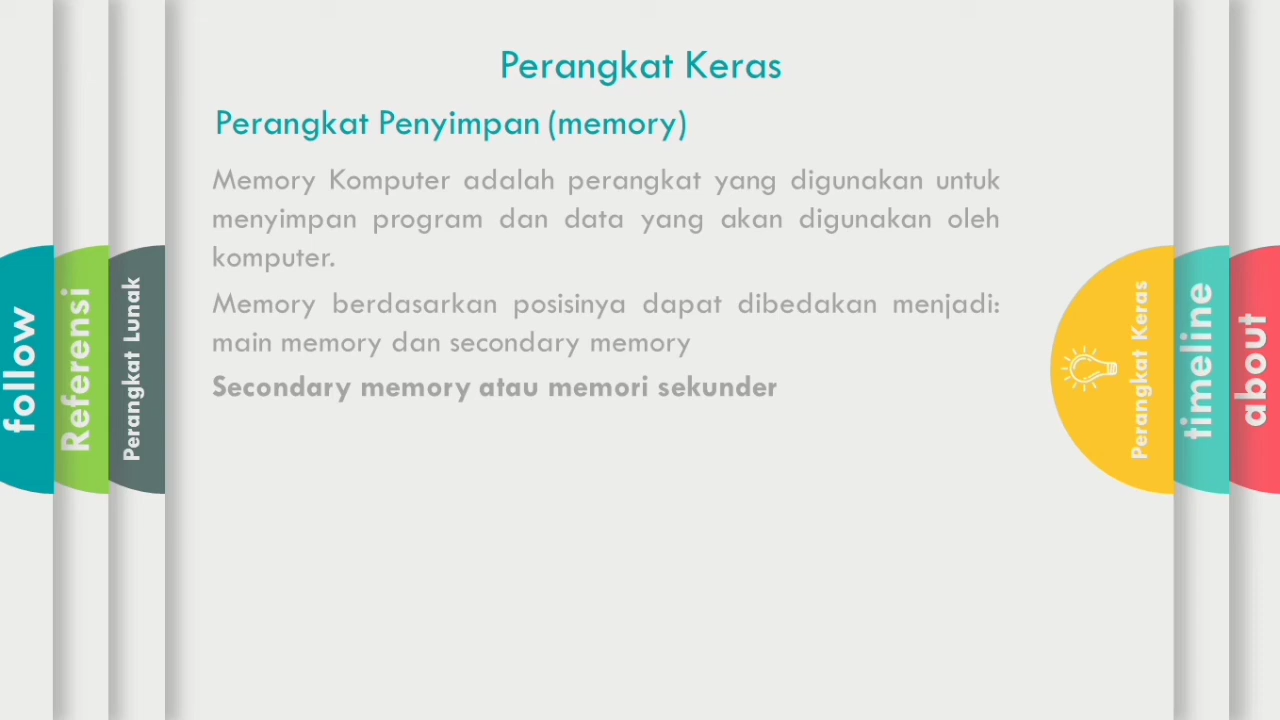 Perangkat Keras
Perangkat Penyimpan (memory)
Memory Komputer adalah perangkat yang digunakan untuk
menyimpan program dan data yang akan digunakan oleh
komputer.
Memory berdasarkan posisinya dapat dibedakan menjadi:
main memory dan secondary memory
Secondary memory atau memori sekunder
follow
Referensi
Perangkat Lunak
Perangkat Keras
timeline
about